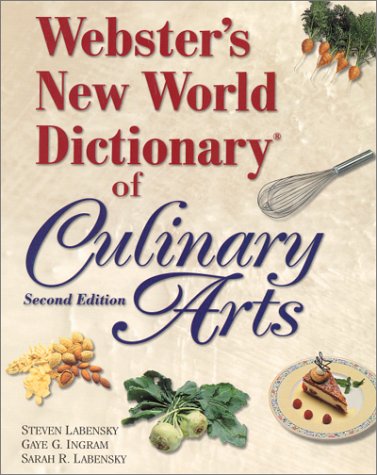 Webster's
New World
Dictionary®
of
Culinary
Second Edition Arts
STEVEN LABENSKY
GAYE G. INGRAM
SARAH R. LABENSKY